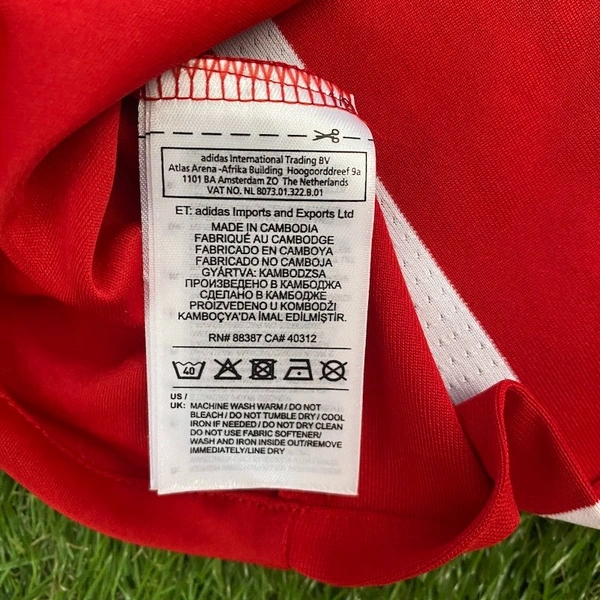 adidas International Trading BV
Atlas Arena -Afrika Building Hoogoorddreef 9a
1101 BA Amsterdam ZO The Netherlands
VAT NO. NL 8073.01.322.B.01
ET: adidas Imports and Exports Ltd
MADE IN CAMBODIA
FABRIQUÉ AU CAMBODGE
FABRICADO EN CAMBOYA
FABRICADO NO CAMBOJA
GYÁRTVA: KAMBODZSA
ПРОИЗВЕДЕНО В КАМБОДЖА
СДЕЛАНО В КАМБОДЖЕ
PROIZVEDENO U KOMBODŽI
KAMBOÇYA'DA İMAL EDİLMİŞTİR.
RN# 88387 CA# 40312
40
US /
UK: MACHINE WASH WARM / DO NOT
BLEACH / DO NOT TUMBLE DRY / COOL
IRON IF NEEDED / DO NOT DRY CLEAN
DO NOT USE FABRIC SOFTENER/
WASH AND IRON INSIDE OUT/REMOVE
IMMEDIATELY/LINE DRY